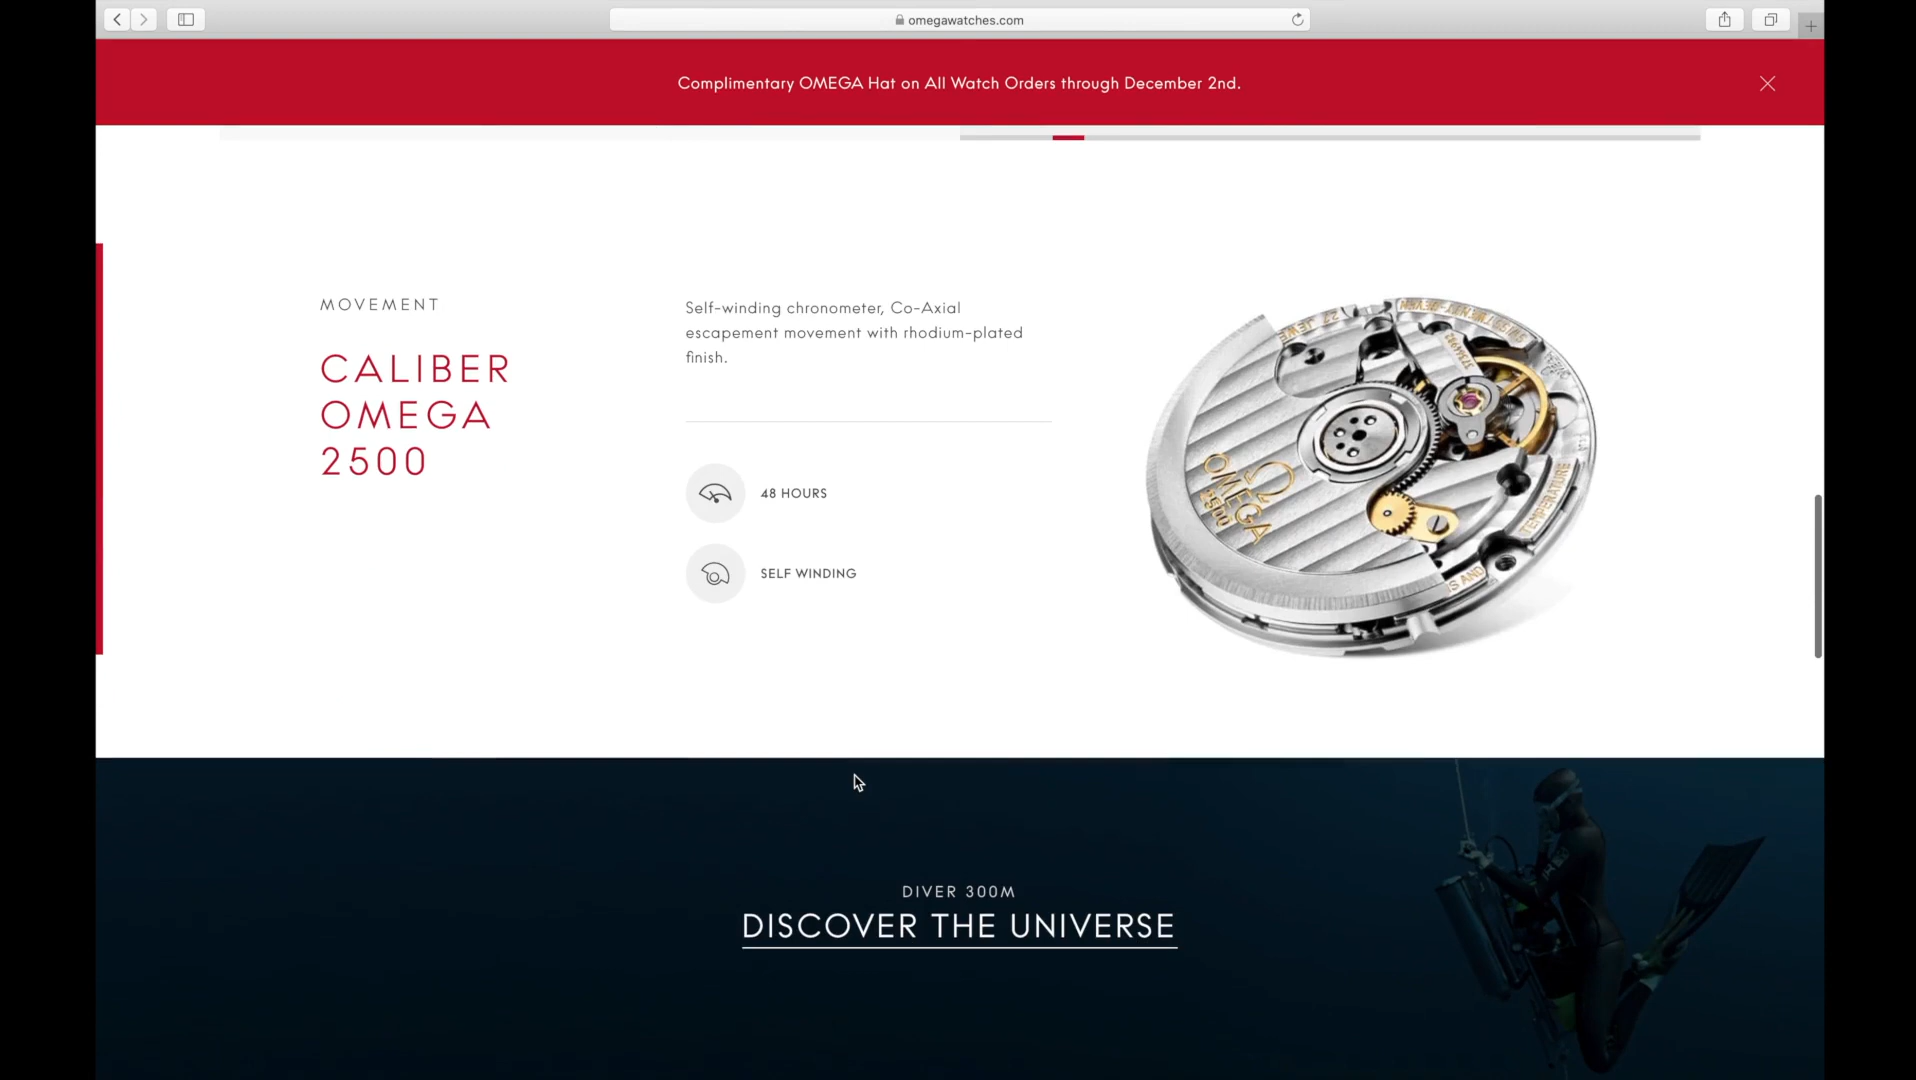 omegawatches.com
Complimentary OMEGA Hat on All Watch Orders through December 2nd.
MOVEMENT
CALIBER
OMEGA
2500
Self-winding chronometer, Co-Axial
escapement movement with rhodium-plated
finish.
48 HOURS
SELF WINDING
OMEGA
2500
TEMPERATURE
S AND
DIVER 300M
DISCOVER THE UNIVERSE